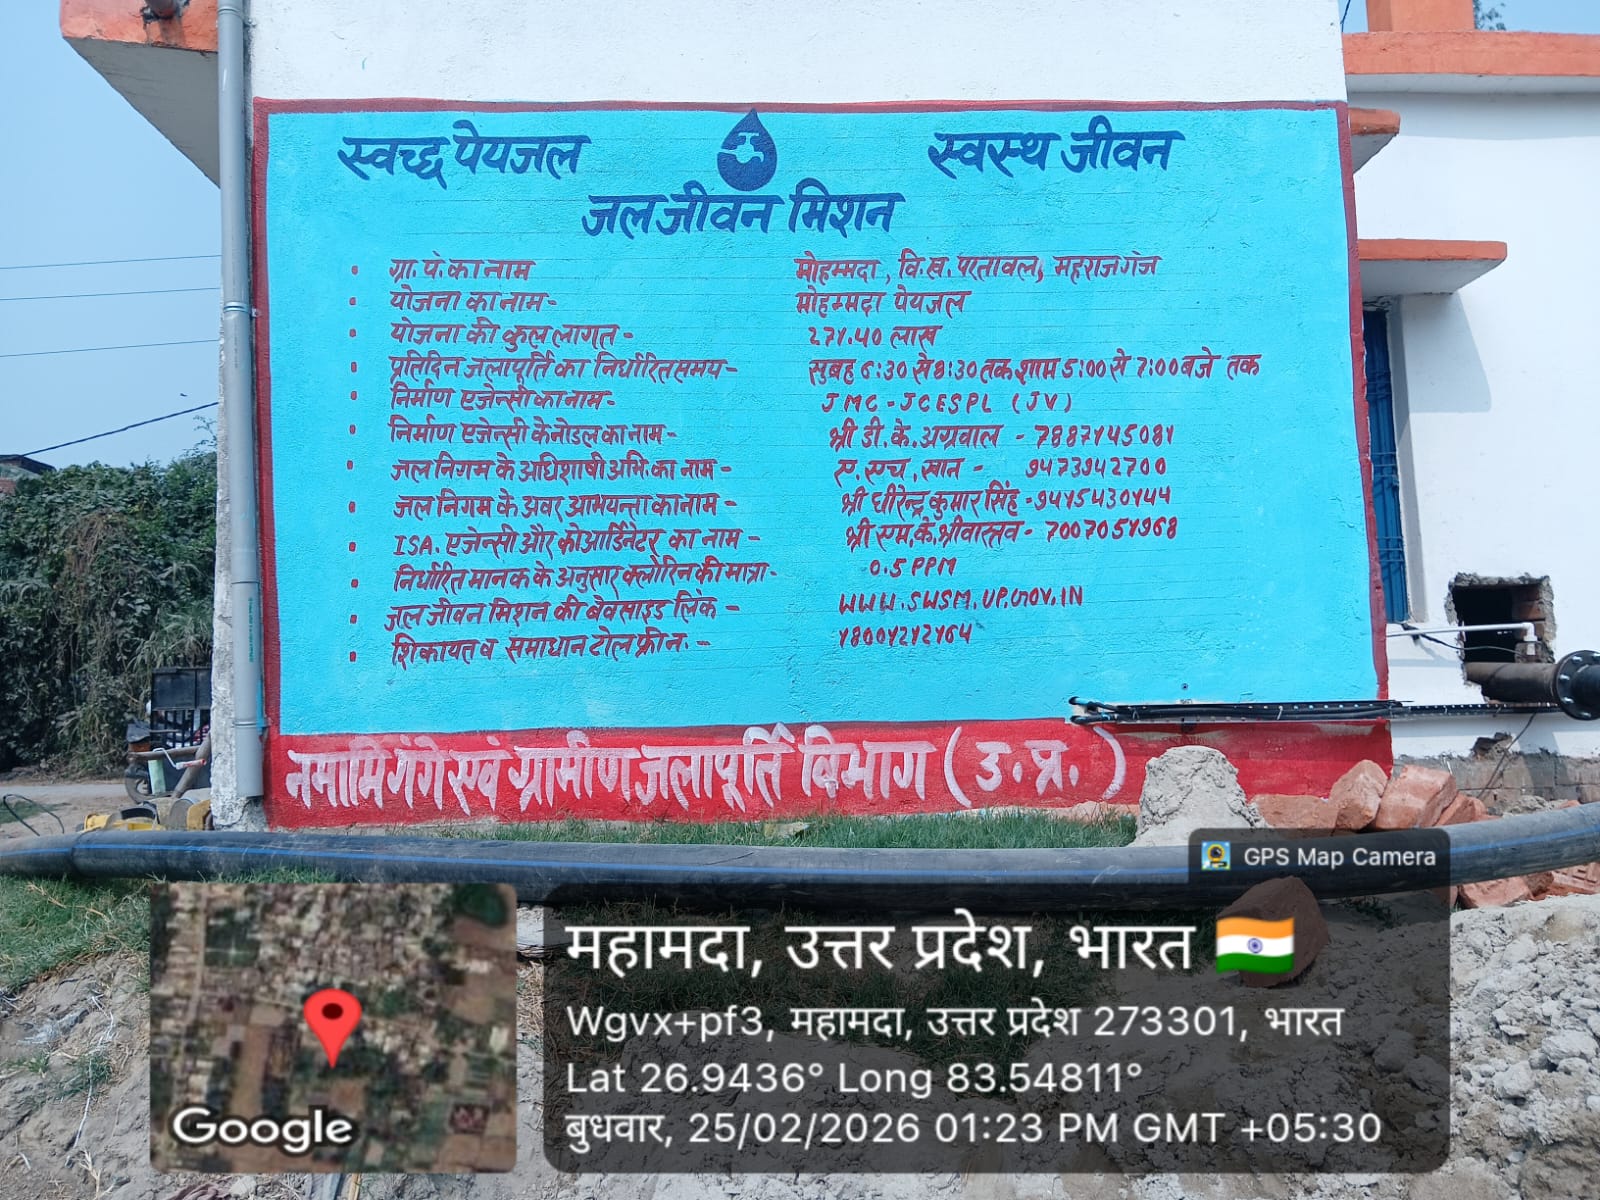 स्वच्छ पेयजल स्वस्थ जीवन
जल जीवन मिशन
ग्रा. पं. का नाम मोहम्मदा, वि.ख. परतावल, महराजगंज
योजना का नाम- मोहम्मदा पेयजल
योजना की कुल लागत- 271.40 लाख
प्रतिदिन जलापूर्ति का निर्धारित समय- सुबह 6:30 से 8:30 तक शाम 5:00 से 7:00 बजे तक
निर्माण एजेन्सी का नाम- JMC-JCESPL (JV)
निर्माण एजेन्सी के नोडल का नाम- श्री डी.के. अग्रवाल - 7887145081
जल निगम के अधिशाषी अभि. का नाम- ए. एच. खान - 9473942700
जल निगम के अवर अभियन्ता का नाम- श्री धीरेन्द्र कुमार सिंह -9415430144
ISA. एजेन्सी और कोआर्डिनेटर का नाम - श्री एम.के. श्रीवास्तव - 7007051968
निर्धारित मानक के अनुसार क्लोरिन की मात्रा- 0.5 PPM
जल जीवन मिशन की बेवसाइड लिंक - WWW.SWSM.UP.GOV.IN
शिकायत व समाधान टोल फ्री न. - 18001212164
नमामि गंगे एवं ग्रामीण जलापूर्ति विभाग (उ.प्र.)
GPS Map Camera
महामदा, उत्तर प्रदेश, भारत
Wgvx+pf3, महामदा, उत्तर प्रदेश 273301, भारत
Lat 26.9436° Long 83.54811°
बुधवार, 25/02/2026 01:23 PM GMT +05:30
Google